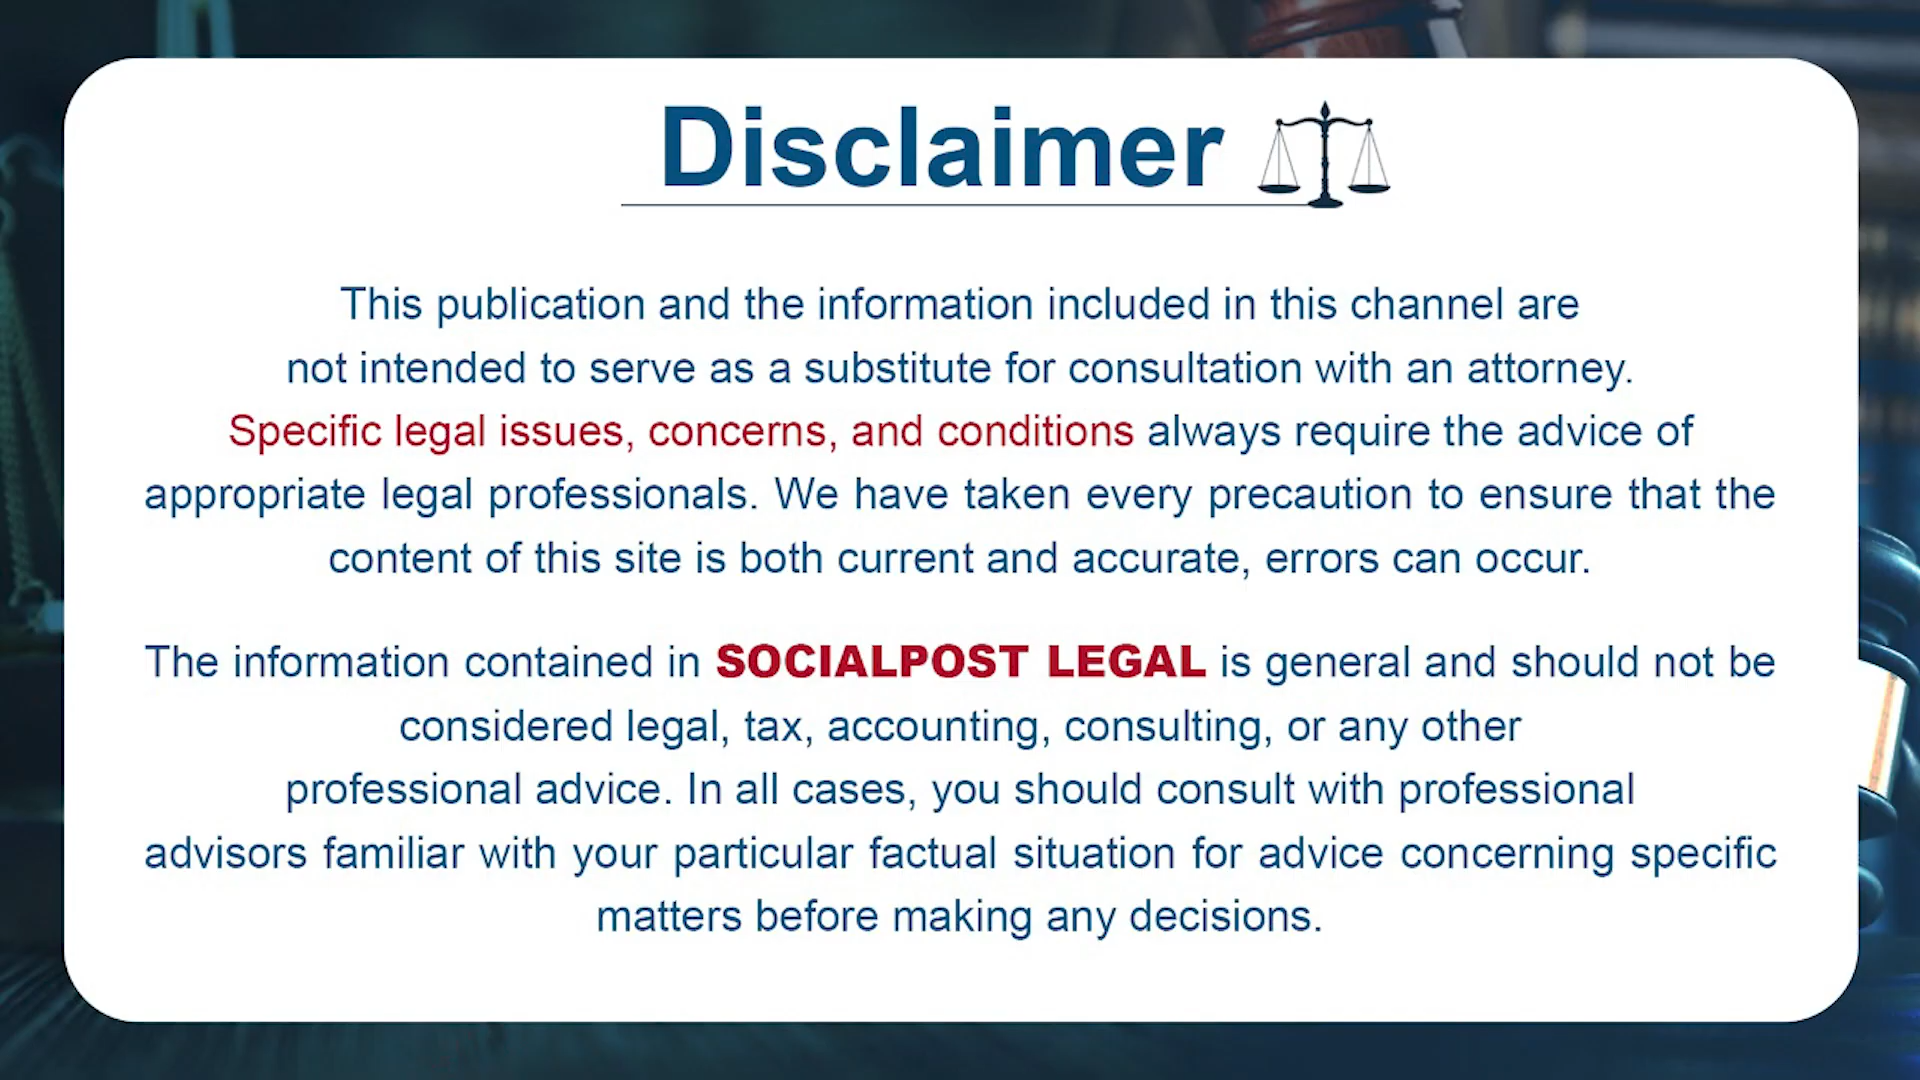 Disclaimer
This publication and the information included in this channel are
not intended to serve as a substitute for consultation with an attorney.
Specific legal issues, concerns, and conditions always require the advice of
appropriate legal professionals. We have taken every precaution to ensure that the
content of this site is both current and accurate, errors can occur.
The information contained in SOCIALPOST LEGAL is general and should not be
considered legal, tax, accounting, consulting, or any other
professional advice. In all cases, you should consult with professional
advisors familiar with your particular factual situation for advice concerning specific
matters before making any decisions.